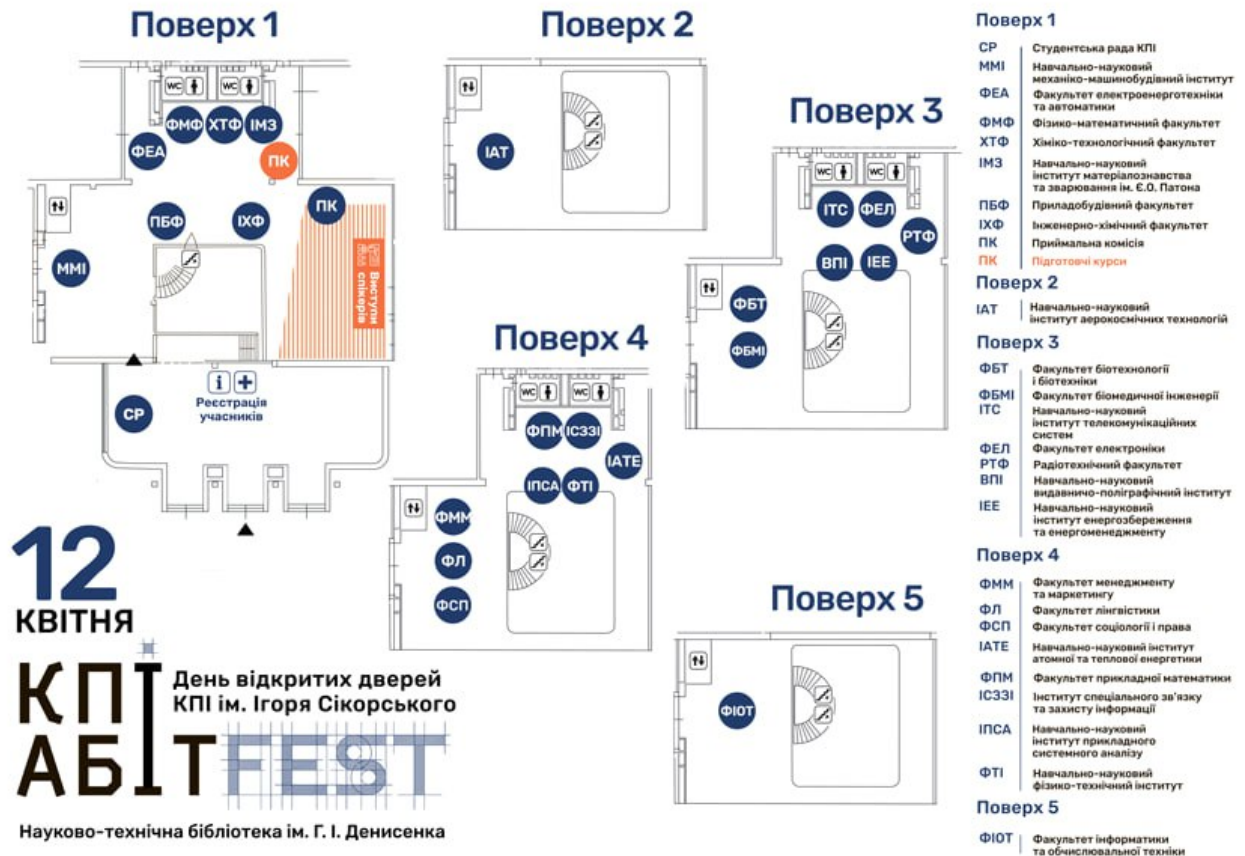 Поверх 1
WC
WC
ФМФ
ХТФ
ІМЗ
ФЕА
ПК
ПК
ПБФ
ІХФ
ММІ
Виступи
спікерів
i
Реєстрація
учасників
СР
Поверх 2
ІАТ
Поверх 3
WC
WC
ІТС
ФЕЛ
РТФ
ВПІ
ІЕЕ
ФБТ
ФБМІ
Поверх 4
WC
WC
ФПМ
ІСЗЗІ
ІАТЕ
ІПСА
ФТІ
ФММ
ФЛ
ФСП
Поверх 5
ФІОТ
12
КВІТНЯ
КПІ
АБІТ FEST
День відкритих дверей
КПІ ім. Ігоря Сікорського
Науково-технічна бібліотека ім. Г. І. Денисенка
Поверх 1
СР Студентська рада КПІ
ММІ Навчально-науковий
механіко-машинобудівний інститут
ФЕА Факультет електроенерготехніки
та автоматики
ФМФ Фізико-математичний факультет
ХТФ Хіміко-технологічний факультет
ІМЗ Навчально-науковий
інститут матеріалознавства
та зварювання ім. Є.О. Патона
ПБФ Приладобудівний факультет
ІХФ Інженерно-хімічний факультет
ПК Приймальна комісія
ПК Підготовчі курси
Поверх 2
ІАТ Навчально-науковий
інститут аерокосмічних технологій
Поверх 3
ФБТ Факультет біотехнології
і біотехніки
ФБМІ Факультет біомедичної інженерії
ІТС Навчально-науковий
інститут телекомунікаційних
систем
ФЕЛ Факультет електроніки
РТФ Радіотехнічний факультет
ВПІ Навчально-науковий
видавничо-поліграфічний інститут
ІЕЕ Навчально-науковий
інститут енергозбереження
та енергоменеджменту
Поверх 4
ФММ Факультет менеджменту
та маркетингу
ФЛ Факультет лінгвістики
ФСП Факультет соціології і права
ІАТЕ Навчально-науковий інститут
атомної та теплової енергетики
ФПМ Факультет прикладної математики
ІСЗЗІ Інститут спеціального зв'язку
та захисту інформації
ІПСА Навчально-науковий
інститут прикладного
системного аналізу
ФТІ Навчально-науковий
фізико-технічний інститут
Поверх 5
ФІОТ Факультет інформатики
та обчислювальної техніки